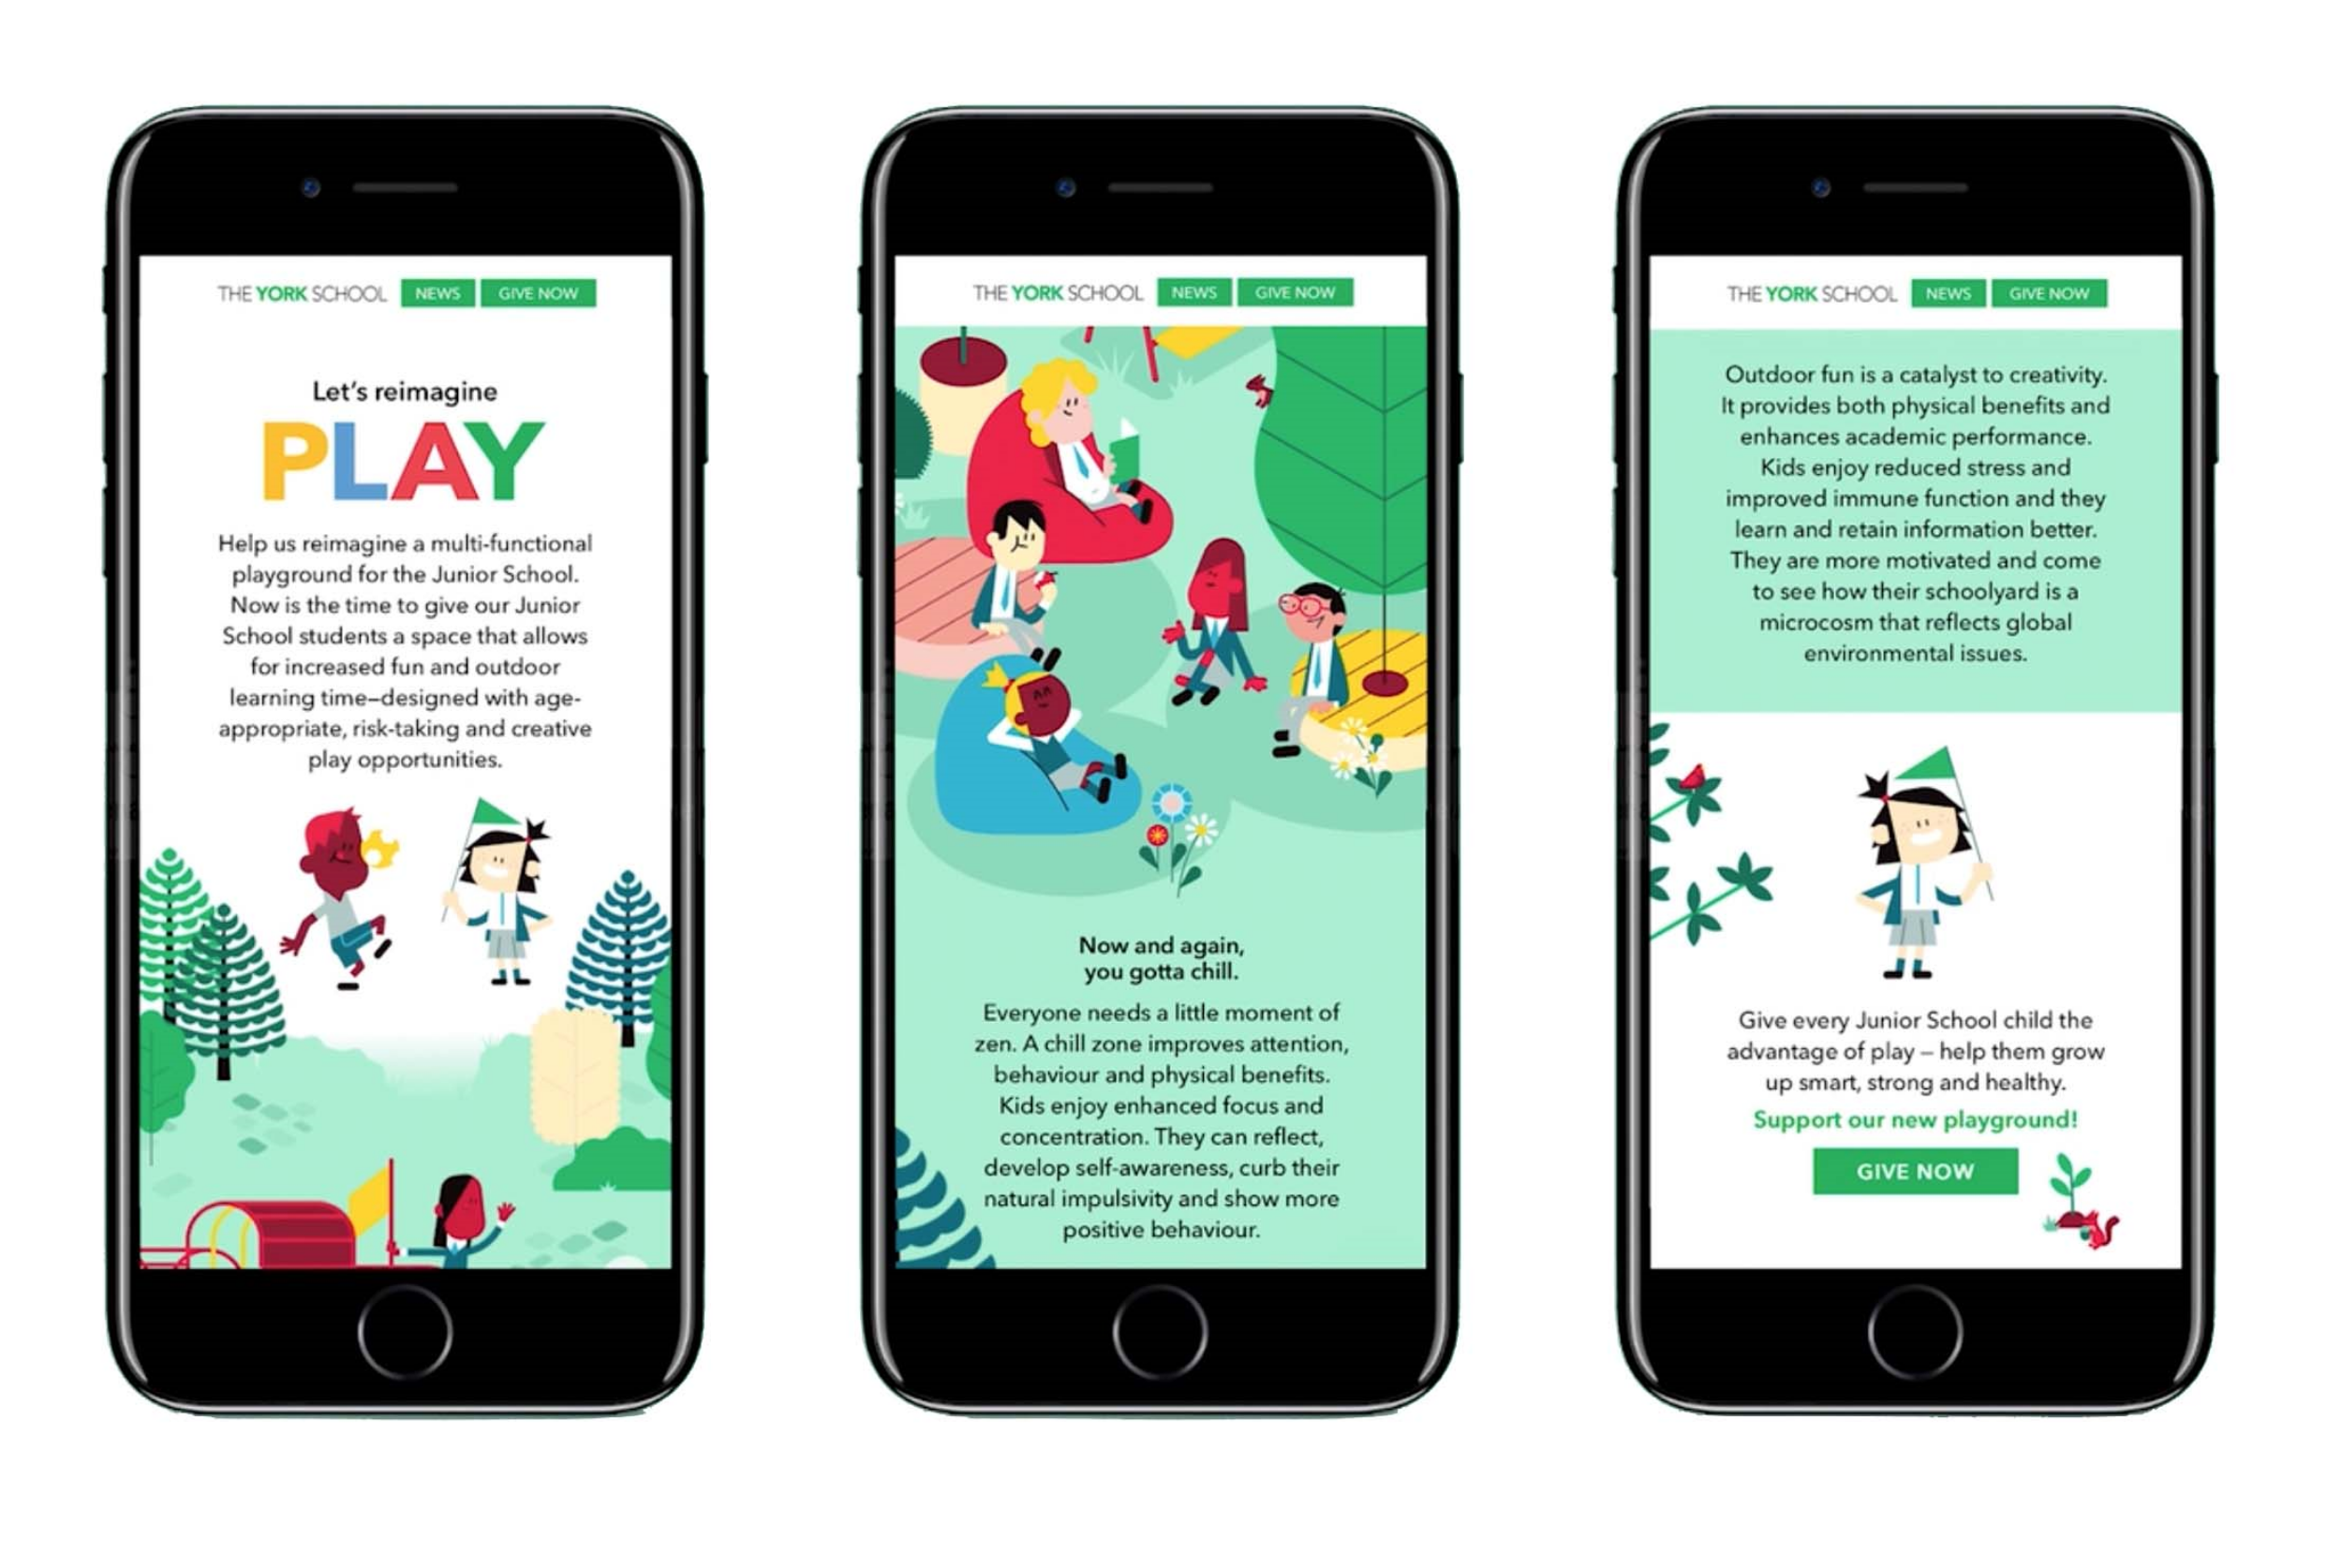 THE YORK SCHOOL NEWS GIVE NOW
Let's reimagine
PLAY
Help us reimagine a multi-functional
playground for the Junior School.
Now is the time to give our Junior
School students a space that allows
for increased fun and outdoor
learning time–designed with age-
appropriate, risk-taking and creative
play opportunities.
THE YORK SCHOOL NEWS GIVE NOW
Now and again,
you gotta chill.
Everyone needs a little moment of
zen. A chill zone improves attention,
behaviour and physical benefits.
Kids enjoy enhanced focus and
concentration. They can reflect,
develop self-awareness, curb their
natural impulsivity and show more
positive behaviour.
THE YORK SCHOOL NEWS GIVE NOW
Outdoor fun is a catalyst to creativity.
It provides both physical benefits and
enhances academic performance.
Kids enjoy reduced stress and
improved immune function and they
learn and retain information better.
They are more motivated and come
to see how their schoolyard is a
microcosm that reflects global
environmental issues.
Give every Junior School child the
advantage of play – help them grow
up smart, strong and healthy.
Support our new playground!
GIVE NOW